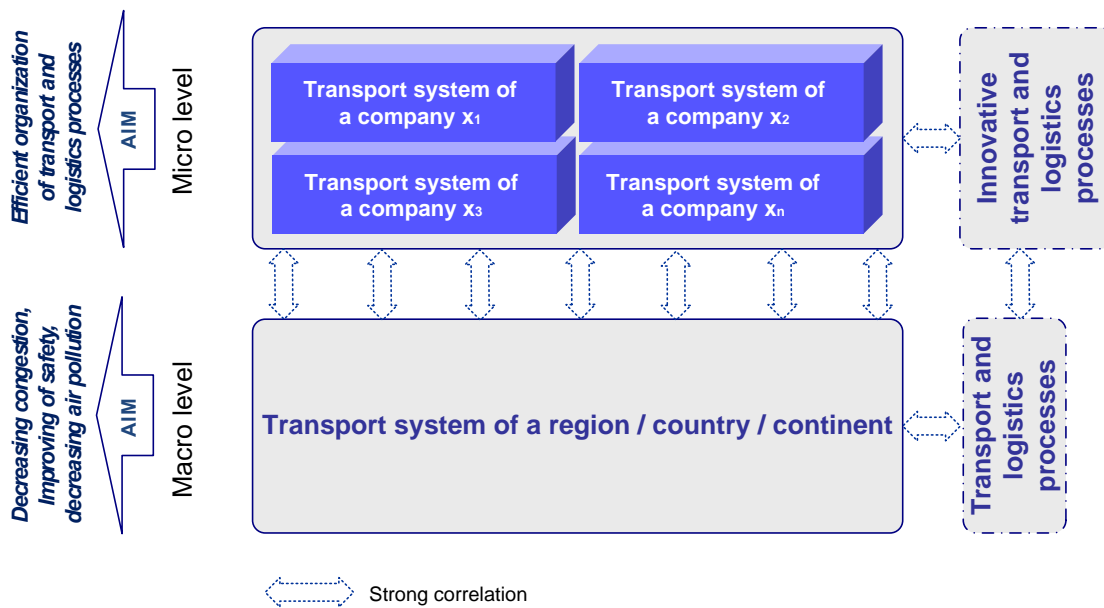 Efficient organization
of transport and
logistics processes
AIM
Micro level
Transport system of
a company x1
Transport system of
a company x2
Transport system of
a company x3
Transport system of
a company xn
Innovative
transport and
logistics
processes
Decreasing congestion,
Improving of safety,
decreasing air pollution
AIM
Macro level
Transport system of a region / country / continent
Transport and
logistics
processes
Strong correlation